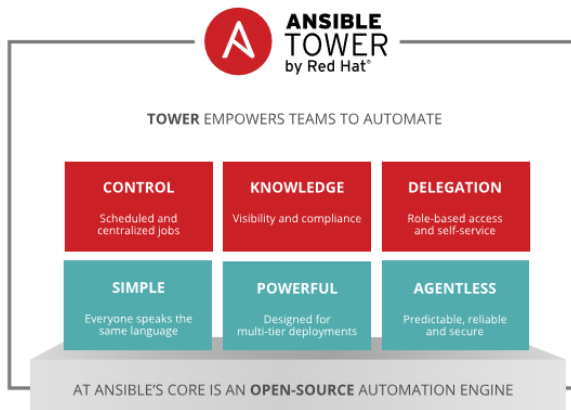 ANSIBLE
TOWER
by Red Hat®
TOWER EMPOWERS TEAMS TO AUTOMATE
CONTROL
Scheduled and
centralized jobs
KNOWLEDGE
Visibility and compliance
DELEGATION
Role-based access
and self-service
SIMPLE
Everyone speaks the
same language
POWERFUL
Designed for
multi-tier deployments
AGENTLESS
Predictable, reliable
and secure
AT ANSIBLE'S CORE IS AN OPEN-SOURCE AUTOMATION ENGINE